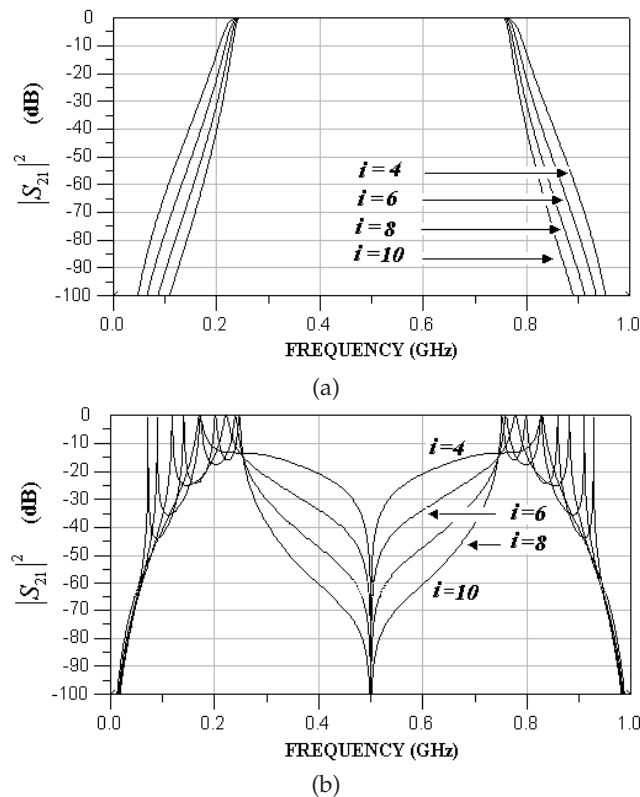 0
-10
-20
-30
-40
-50
-60
-70
-80
-90
-100
|S21|² (dB)
i=4
i=6
i=8
i=10
0.0 0.2 0.4 0.6 0.8 1.0
FREQUENCY (GHz)
(a)
0
-10
-20
-30
-40
-50
-60
-70
-80
-90
-100
|S21|² (dB)
i=4
i=6
i=8
i=10
0.0 0.2 0.4 0.6 0.8 1.0
FREQUENCY (GHz)
(b)